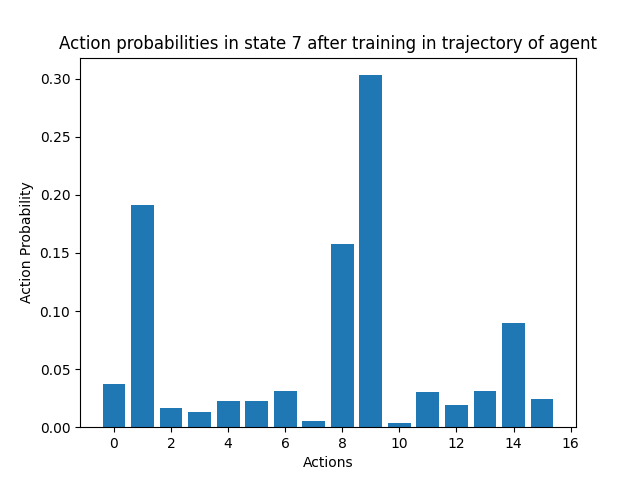 Action probabilities in state 7 after training in trajectory of agent
0.30
0.25
0.20
0.15
0.10
0.05
0.00
Action Probability
0 2 4 6 8 10 12 14 16
Actions